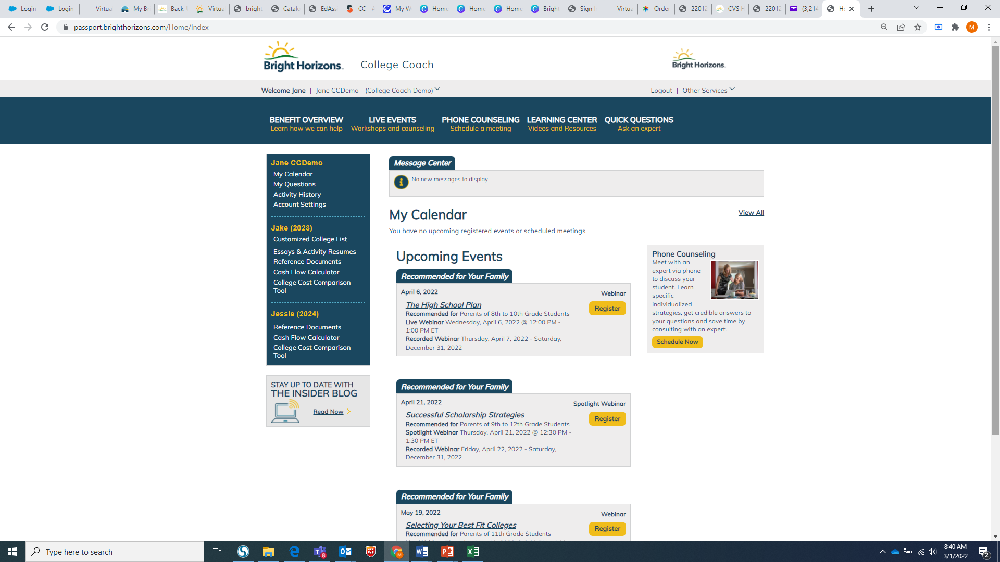 Login
Login
Virtua
My Br
Back-
Virtua
bright
Catalo
EdAss
CC - A
My W
Home
Home
Home
Bright
Sign I
Virtua
Order
22012
CVS H
22012
(3,214
Ho
passport.brighthorizons.com/Home/Index
M
Bright Horizons.
College Coach
Bright Horizons.
Welcome Jane | Jane CCDemo - (College Coach Demo)
Logout | Other Services
BENEFIT OVERVIEW
Learn how we can help
LIVE EVENTS
Workshops and counseling
PHONE COUNSELING
Schedule a meeting
LEARNING CENTER
Videos and Resources
QUICK QUESTIONS
Ask an expert
Jane CCDemo
My Calendar
My Questions
Activity History
Account Settings
Jake (2023)
Customized College List
Essays & Activity Resumes
Reference Documents
Cash Flow Calculator
College Cost Comparison
Tool
Jessie (2024)
Reference Documents
Cash Flow Calculator
College Cost Comparison
Tool
STAY UP TO DATE WITH
THE INSIDER BLOG
Read Now
Message Center
No new messages to display.
My Calendar
View All
You have no upcoming registered events or scheduled meetings.
Upcoming Events
Recommended for Your Family
April 6, 2022
Webinar
The High School Plan
Register
Recommended for Parents of 8th to 10th Grade Students
Live Webinar Wednesday, April 6, 2022 @ 12:00 PM -
1:00 PM ET
Recorded Webinar Thursday, April 7, 2022 - Saturday,
December 31, 2022
Recommended for Your Family
April 21, 2022
Spotlight Webinar
Successful Scholarship Strategies
Register
Recommended for Parents of 9th to 12th Grade Students
Spotlight Webinar Thursday, April 21, 2022 @ 12:30 PM -
1:30 PM ET
Recorded Webinar Friday, April 22, 2022 - Saturday,
December 31, 2022
Recommended for Your Family
May 19, 2022
Webinar
Selecting Your Best Fit Colleges
Register
Recommended for Parents of 11th Grade Students
Phone Counseling
Meet with an
expert via phone
to discuss your
student. Learn
specific
individualized
strategies, get credible answers to
your questions and save time by
consulting with an expert.
Schedule Now
Type here to search
8
M
8:40 AM
3/1/2022
2